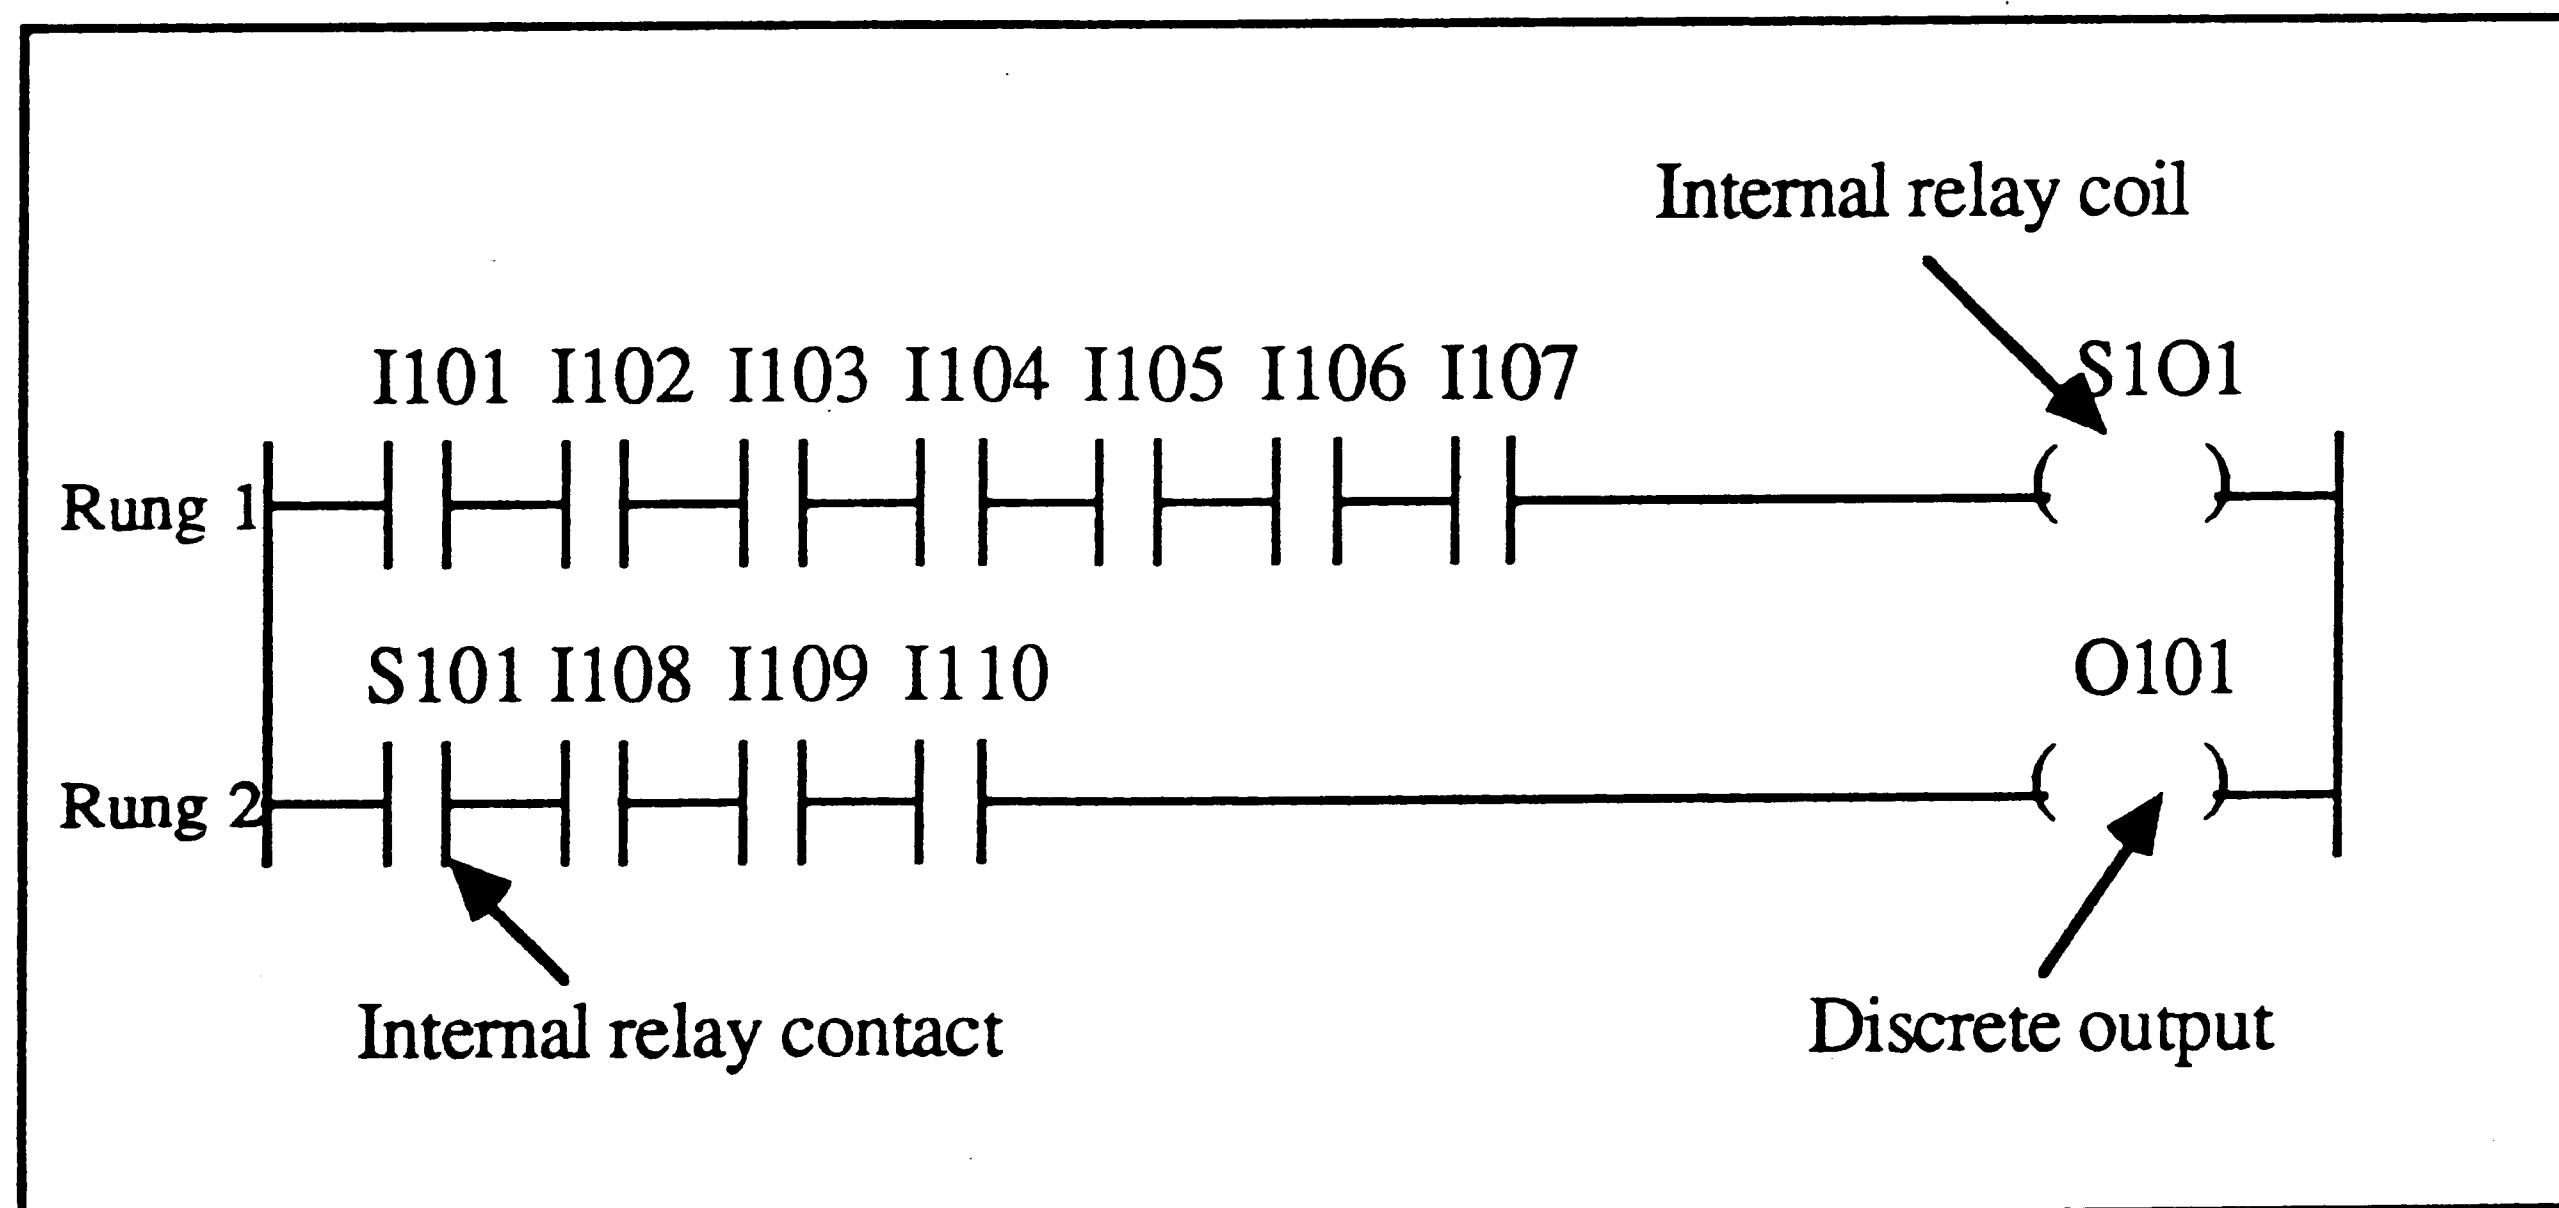 Internal relay coil
I101 I102 I103 I104 I105 I106 I107 S1O1
Rung 1
S101 I108 I109 I110 O101
Rung 2
Internal relay contact
Discrete output